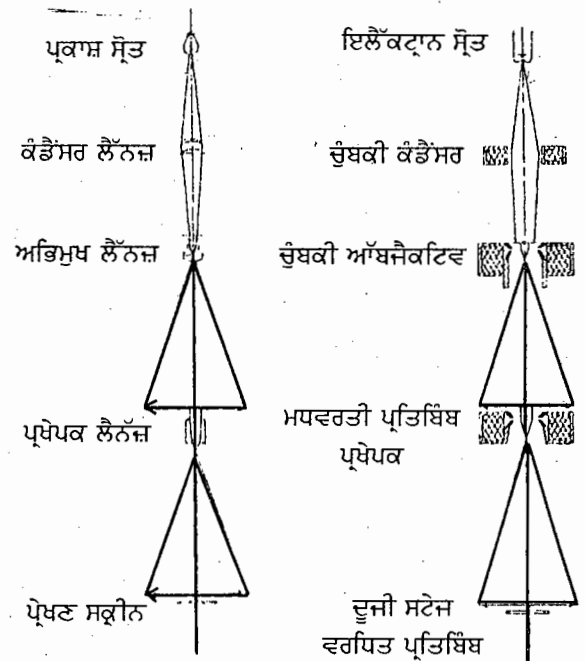 ਪ੍ਰਕਾਸ਼ ਸ੍ਰੋਤ
ਕੰਡੈਂਸਰ ਲੈੱਨਜ਼
ਅਭਿਮੁਖ ਲੈੱਨਜ਼
ਪ੍ਰਖੇਪਕ ਲੈਨੱਜ਼
ਪ੍ਰੇਖਣ ਸਕ੍ਰੀਨ
ਇਲੈੱਕਟ੍ਰਾਨ ਸ੍ਰੋਤ
ਚੁੰਬਕੀ ਕੰਡੈਂਸਰ
ਚੁੰਬਕੀ ਆੱਬਜੈਕਟਿਵ
ਮਧਵਰਤੀ ਪ੍ਰਤਿਬਿੰਬ
ਪ੍ਰਖੇਪਕ
ਦੂਜੀ ਸਟੇਜ
ਵਰਧਿਤ ਪ੍ਰਤਿਬਿੰਬ